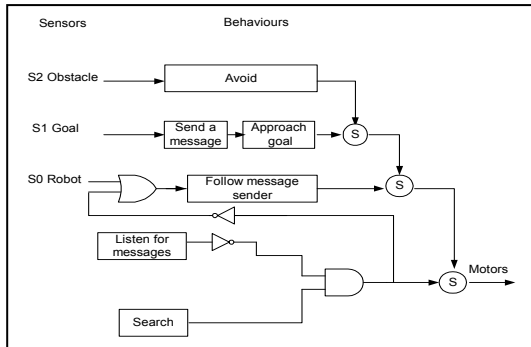 Sensors
Behaviours
S2 Obstacle
Avoid
S1 Goal
Send a
message
Approach
goal
S
S0 Robot
Follow message
sender
S
Listen for
messages
Motors
S
Search